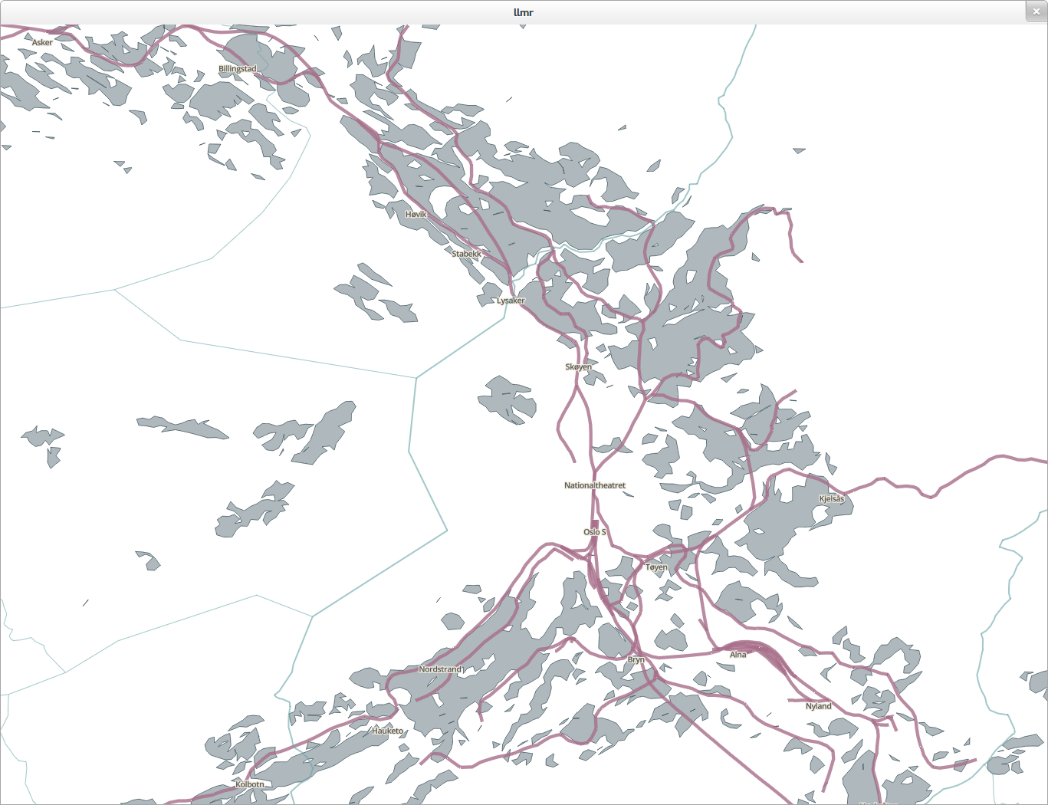 llmr
Asker
Billingstad
Høvik
Stabekk
Lysaker
Skøyen
Nationaltheatret
Kjelsås
Oslo S
Tøyen
Alna
Bryn
Nordstrand
Nyland
Hauketo
Kolbotn